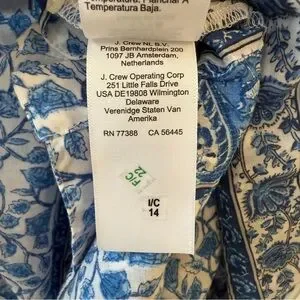 Temperatura. Planchar A
Temperatura Baja.
J. Crew NL B.V.
Prins Bernhardplein 200
1097 JB Amsterdam,
Netherlands
J. Crew Operating Corp
251 Little Falls Drive
USA DE19808 Wilmington
Delaware
Verenidge Staten Van
Amerika
RN 77388 CA 56445
I/C
14